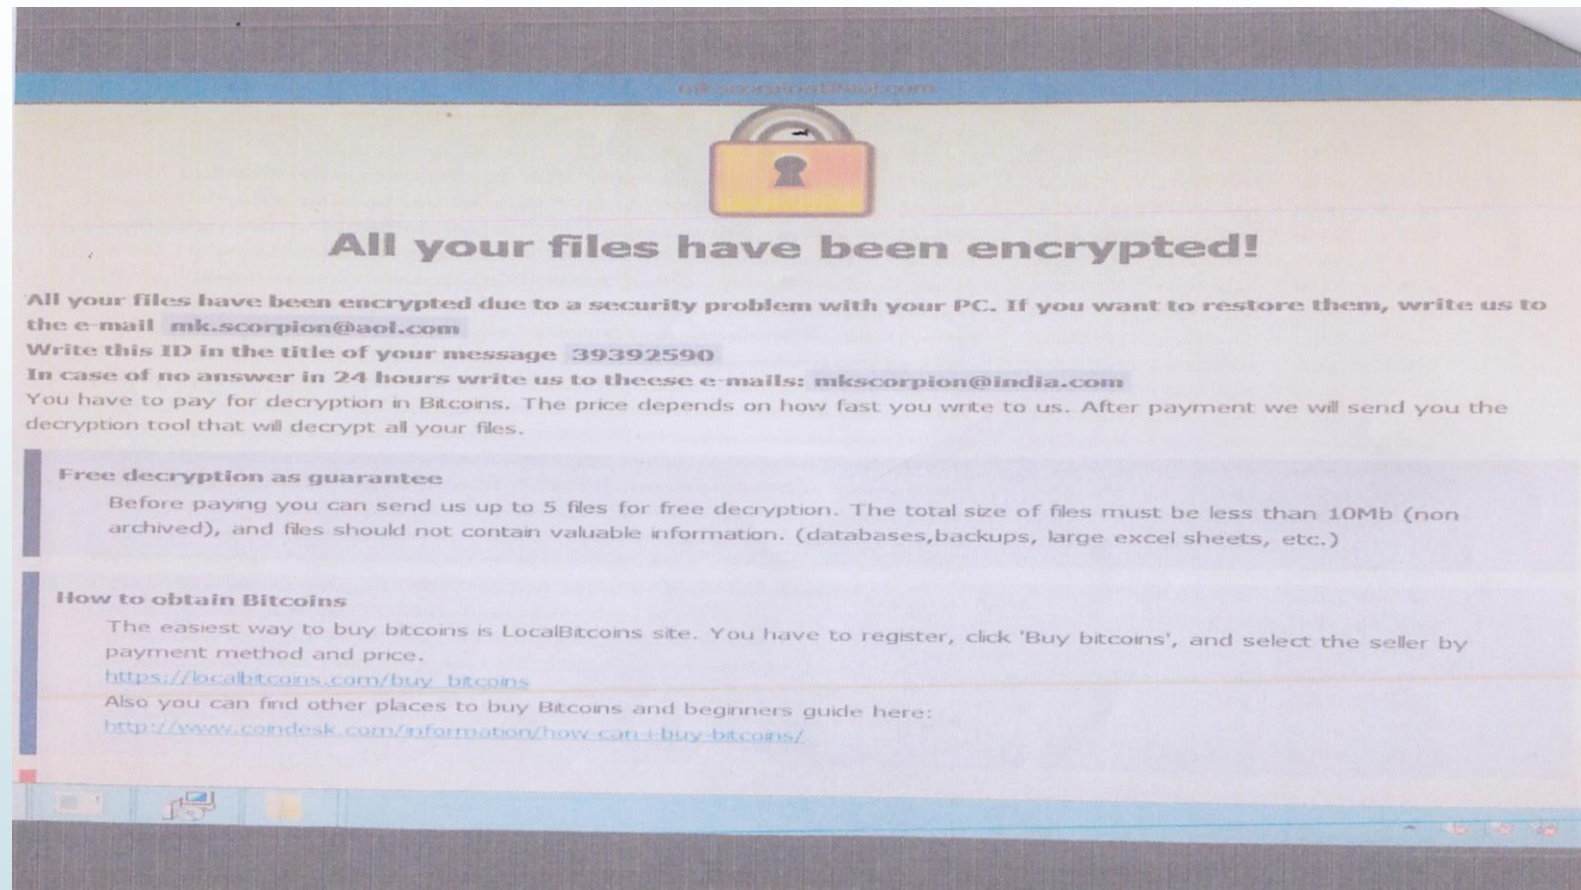 All your files have been encrypted!
All your files have been encrypted due to a security problem with your PC. If you want to restore them, write us to
the e-mail mk.scorpion@aol.com
Write this ID in the title of your message 39392590
In case of no answer in 24 hours write us to theese e-mails: mkscorpion@india.com
You have to pay for decryption in Bitcoins. The price depends on how fast you write to us. After payment we will send you the
decryption tool that will decrypt all your files.
Free decryption as guarantee
Before paying you can send us up to 5 files for free decryption. The total size of files must be less than 10Mb (non
archived), and files should not contain valuable information. (databases,backups, large excel sheets, etc.)
How to obtain Bitcoins
The easiest way to buy bitcoins is LocalBitcoins site. You have to register, click 'Buy bitcoins', and select the seller by
payment method and price.
https://localbitcoins.com/buy_bitcoins
Also you can find other places to buy Bitcoins and beginners guide here:
http://www.coindesk.com/information/how-can-i-buy-bitcoins/